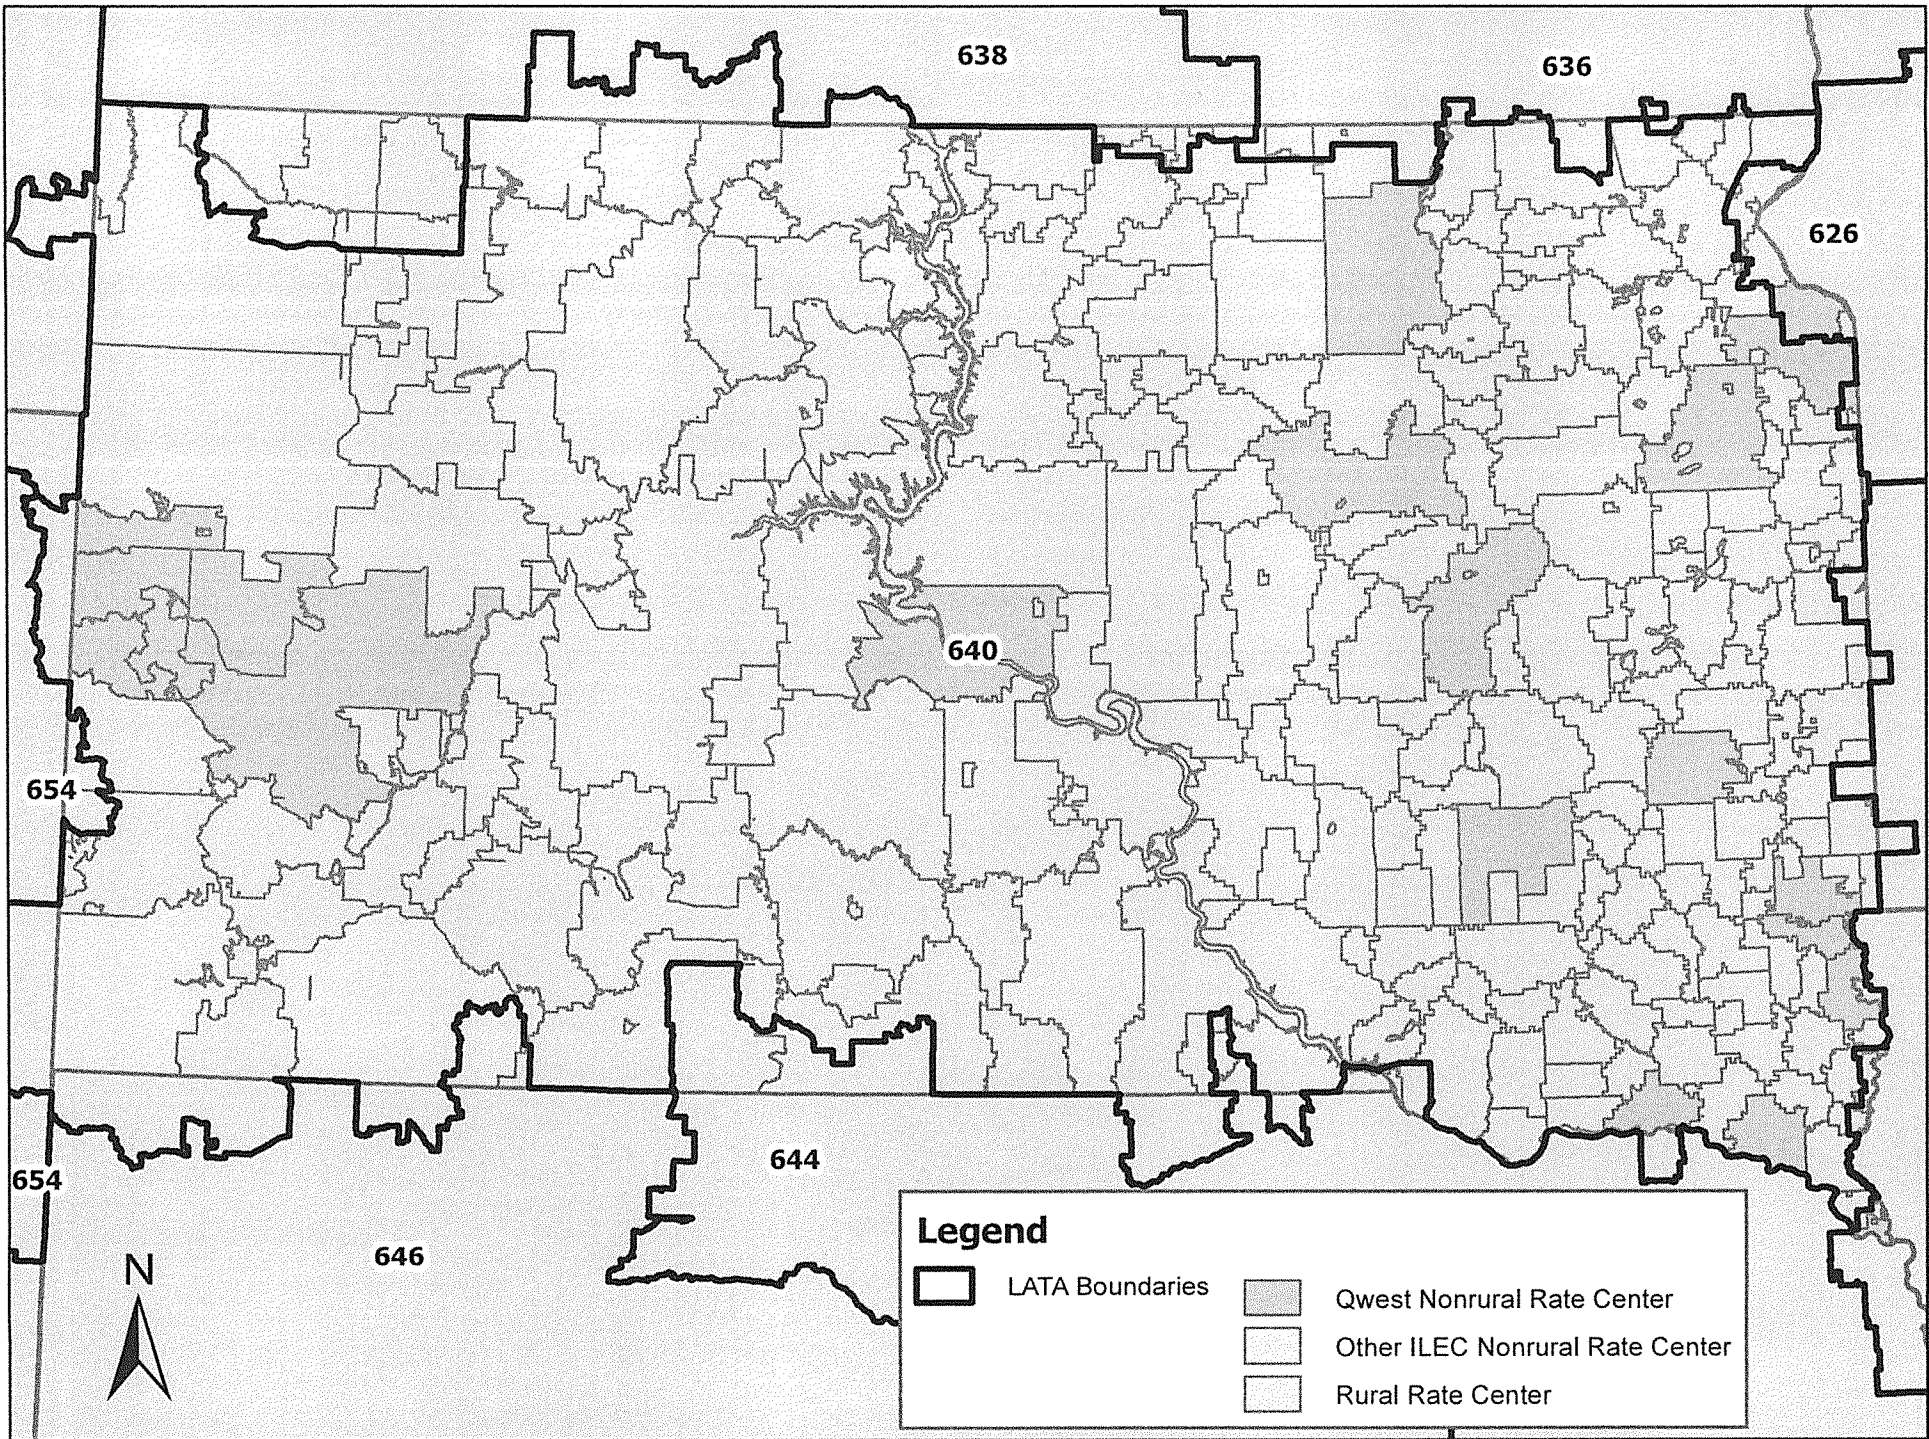 638
636
626
640
654
644
654
646
N
Legend
LATA Boundaries
Qwest Nonrural Rate Center
Other ILEC Nonrural Rate Center
Rural Rate Center